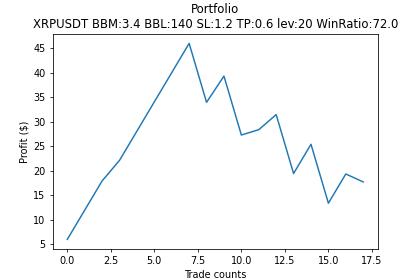 Portfolio
XRPUSDT BBM:3.4 BBL:140 SL:1.2 TP:0.6 lev:20 WinRatio:72.0
45
40
35
30
25
20
15
10
5
Profit ($)
0.0 2.5 5.0 7.5 10.0 12.5 15.0 17.5
Trade counts